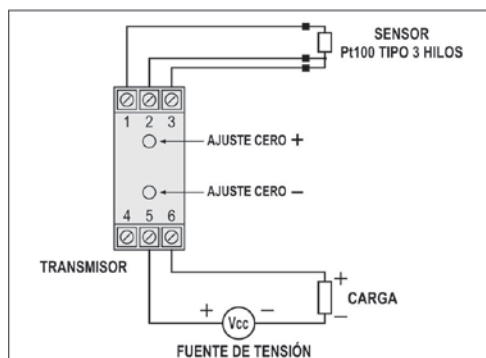 SENSOR
Pt100 TIPO 3 HILOS
1 2 3
AJUSTE CERO +
AJUSTE CERO −
4 5 6
TRANSMISOR
+
CARGA
−
+ Vcc −
FUENTE DE TENSIÓN